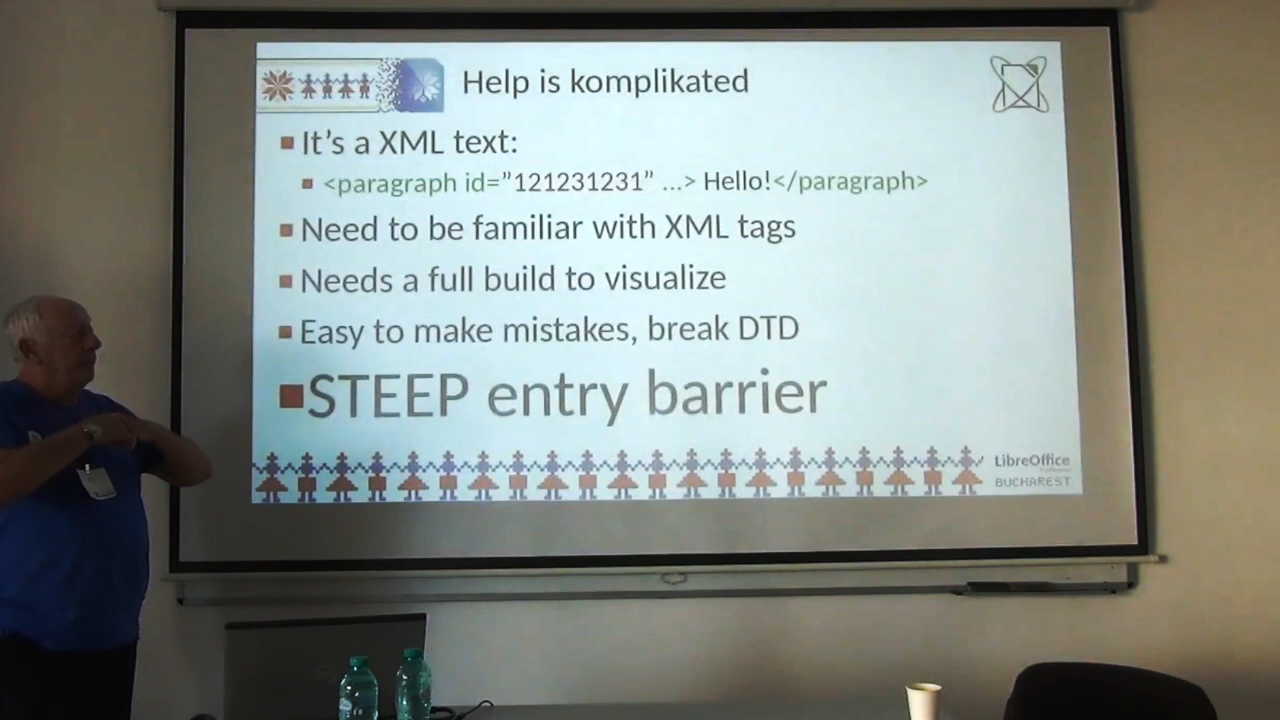 Help is komplikated
It’s a XML text:
<paragraph id=”121231231” ...> Hello!</paragraph>
Need to be familiar with XML tags
Needs a full build to visualize
Easy to make mistakes, break DTD
STEEP entry barrier
LibreOffice
BUCHAREST